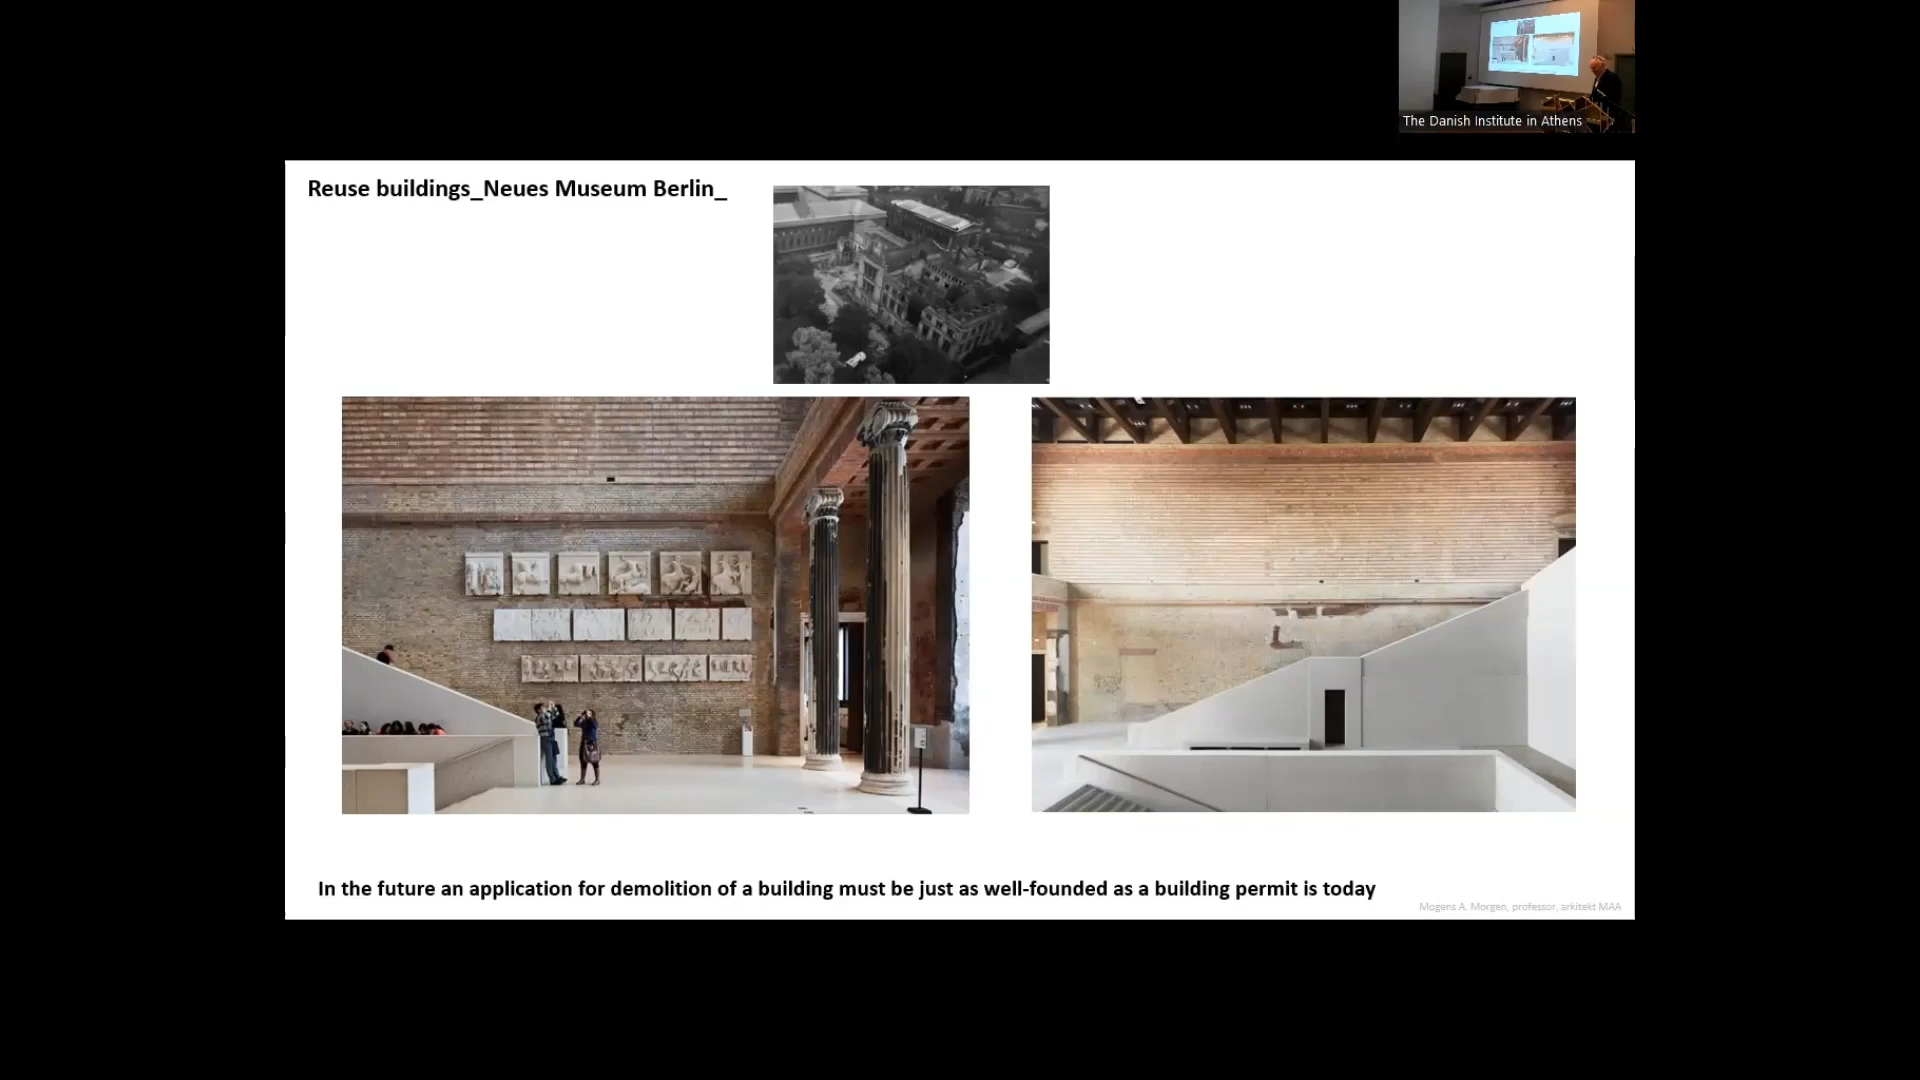 The Danish Institute in Athens
Reuse buildings_Neues Museum Berlin_
In the future an application for demolition of a building must be just as well-founded as a building permit is today
Mogens A. Morgen, professor, arkitekt MAA